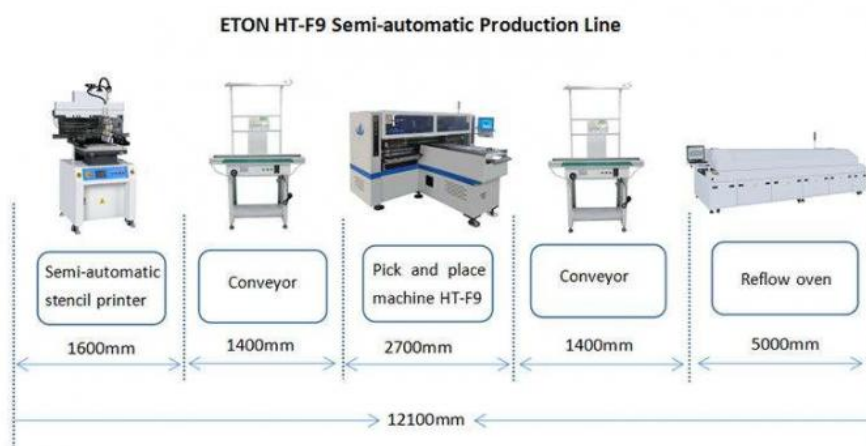 ETON HT-F9 Semi-automatic Production Line
Semi-automatic
stencil printer
Conveyor
Pick and place
machine HT-F9
Conveyor
Reflow oven
1600mm
1400mm
2700mm
1400mm
5000mm
12100mm